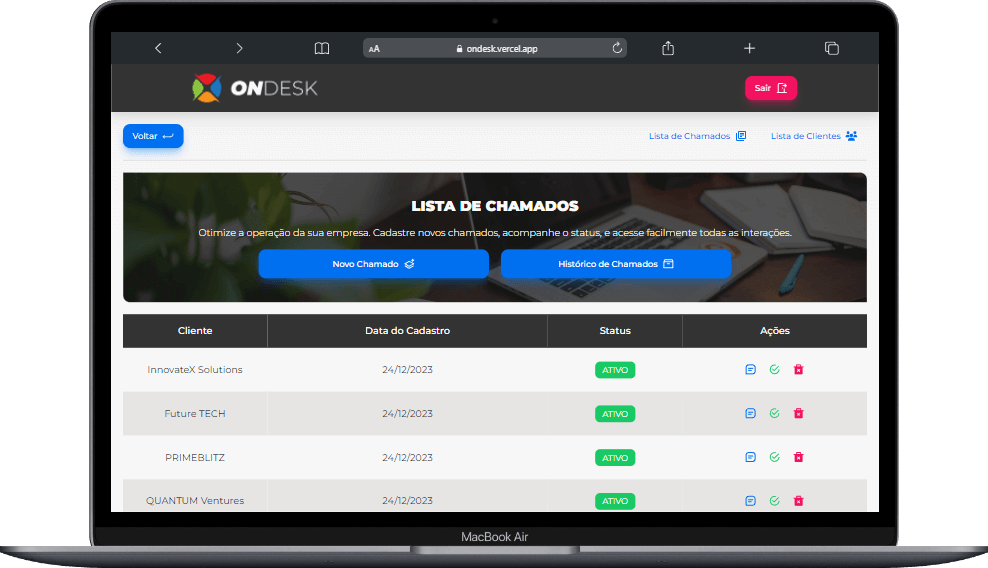 AA ondesk.vercel.app
ONDESK Sair
Voltar Lista de Chamados Lista de Clientes
LISTA DE CHAMADOS
Otimize a operação da sua empresa. Cadastre novos chamados, acompanhe o status, e acesse facilmente todas as interações.
Novo Chamado Histórico de Chamados
Cliente Data do Cadastro Status Ações
InnovateX Solutions 24/12/2023 ATIVO
Future TECH 24/12/2023 ATIVO
PRIMEBLITZ 24/12/2023 ATIVO
QUANTUM Ventures 24/12/2023 ATIVO
MacBook Air